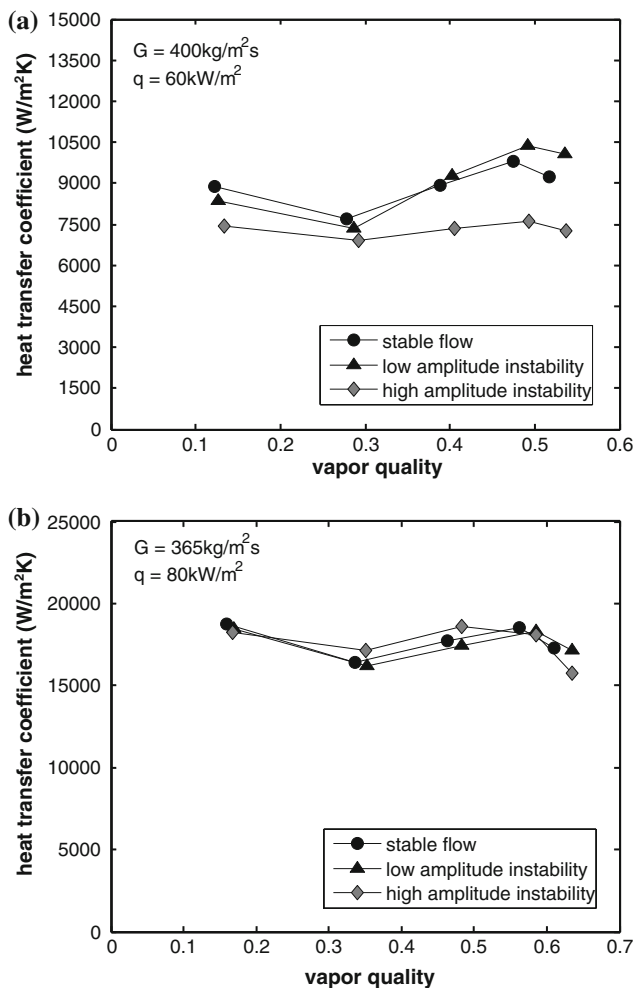 (a)
15000
13500
12000
10500
9000
7500
6000
4500
3000
1500
0
heat transfer coefficient (W/m²K)
G = 400kg/m²s
q = 60kW/m²
stable flow
low amplitude instability
high amplitude instability
0 0.1 0.2 0.3 0.4 0.5 0.6
vapor quality
(b)
25000
20000
15000
10000
5000
0
heat transfer coefficient (W/m²K)
G = 365kg/m²s
q = 80kW/m²
stable flow
low amplitude instability
high amplitude instability
0 0.1 0.2 0.3 0.4 0.5 0.6 0.7
vapor quality